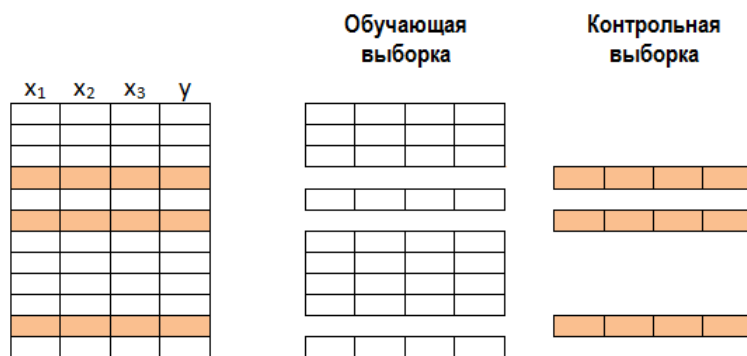 Обучающая
выборка
Контрольная
выборка
x₁ x₂ x₃ y